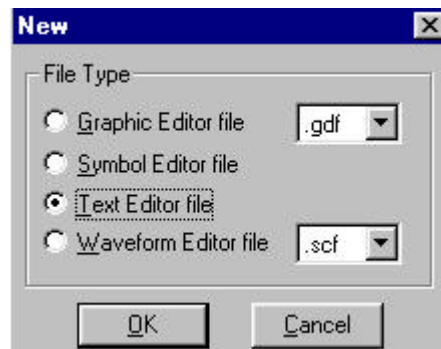 New
File Type
Graphic Editor file .gdf
Symbol Editor file
Text Editor file
Waveform Editor file .scf
OK Cancel